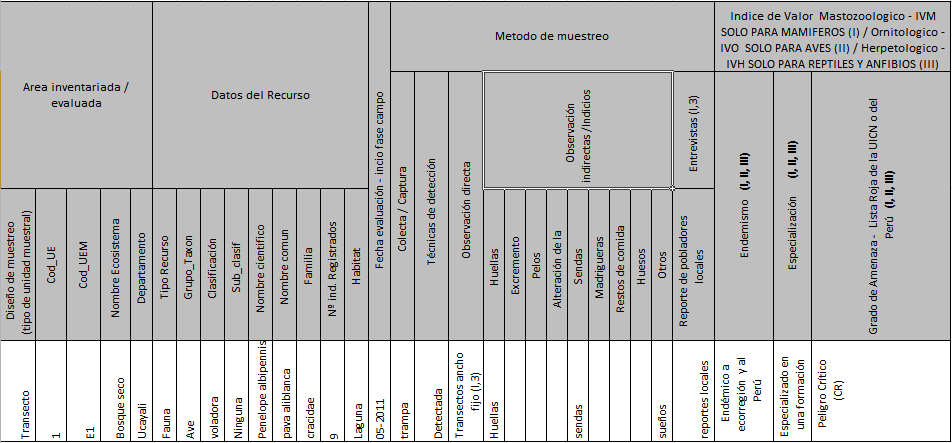 Area inventariada /
evaluada
Datos del Recurso
Fecha evaluación - incio fase campo
Metodo de muestreo
Indice de Valor Mastozoologico - IVM
SOLO PARA MAMIFEROS (I) / Ornitologico -
IVO SOLO PARA AVES (II) / Herpetologico -
IVH SOLO PARA REPTILES Y ANFIBIOS (III)
Colecta / Captura
Técnicas de detección
Observación directa
Observación
indirectas /Indicios
Entrevistas (I,3)
Endemismo (I, II, III)
Especialización (I, II, III)
Grado de Amenaza - Lista Roja de la UICN o del
Perú (I, II, III)
Diseño de muestreo
(tipo de unidad muestral)
Cod_UE
Cod_UEM
Nombre Ecosistema
Departamento
Tipo Recurso
Grupo_Taxon
Clasificación
Sub_clasif
Nombre cientifico
Nombre comun
Familia
Nº ind. Registrados
Habitat
Huellas
Excremento
Pelos
Alteración de la
Sendas
Madrigueras
Restos de comida
Huesos
Otros
Reporte de pobladores
locales
Transecto
1
E1
Bosque seco
Ucayali
Fauna
Ave
voladora
Ninguna
Penelope albipennis
pava aliblanca
cracidae
9
Laguna
05-2011
trampa
Detectada
Transectos ancho
fijo (I,3)
Huellas
sendas
sueños
reportes locales
Endémico a
ecorregión y al
Perú
Especializado en
una formación
Peligro Critico
(CR)